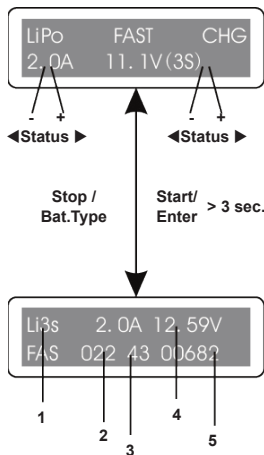 LiPo FAST CHG
2.0A 11.1V(3S)
- + - +
◀Status ▶ ◀Status ▶
Stop / Start/
Bat.Type Enter > 3 sec.
Li3s 2.0A 12.59V
FAS 022 43 00682
1 2 3 4 5